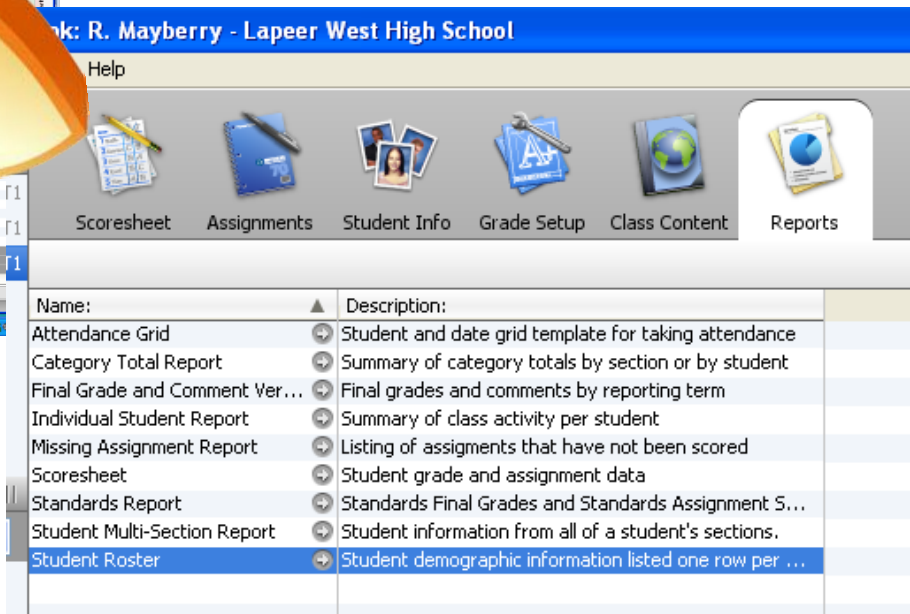 ok: R. Mayberry - Lapeer West High School
Help
Scoresheet Assignments Student Info Grade Setup Class Content Reports
T1
T1
T1
Name: Description:
Attendance Grid Student and date grid template for taking attendance
Category Total Report Summary of category totals by section or by student
Final Grade and Comment Ver... Final grades and comments by reporting term
Individual Student Report Summary of class activity per student
Missing Assignment Report Listing of assigments that have not been scored
Scoresheet Student grade and assignment data
Standards Report Standards Final Grades and Standards Assignment S...
Student Multi-Section Report Student information from all of a student's sections.
Student Roster Student demographic information listed one row per ...